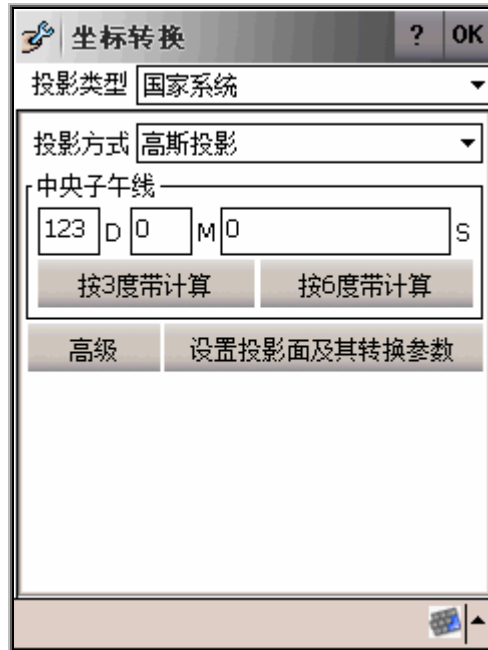 坐标转换 ? OK
投影类型 国家系统
投影方式 高斯投影
中央子午线
123 D 0 M 0 S
按3度带计算 按6度带计算
高级 设置投影面及其转换参数